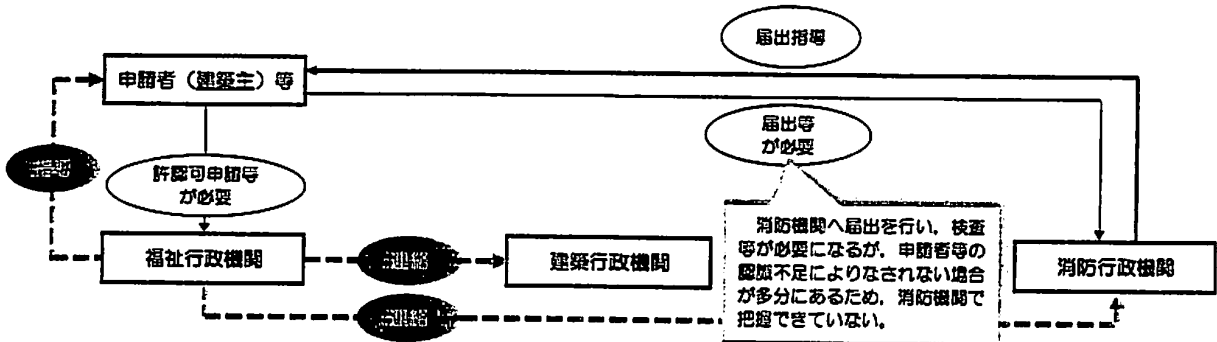 届出指導
申請者（建築主）等
届出等
が必要
許認可申請等
が必要
消防機関へ届出を行い，検査
等が必要になるが，申請者等の
認識不足によりなされない場合
が多分にあるため，消防機関で
把握できていない。
福祉行政機関
連絡
建築行政機関
消防行政機関
連絡